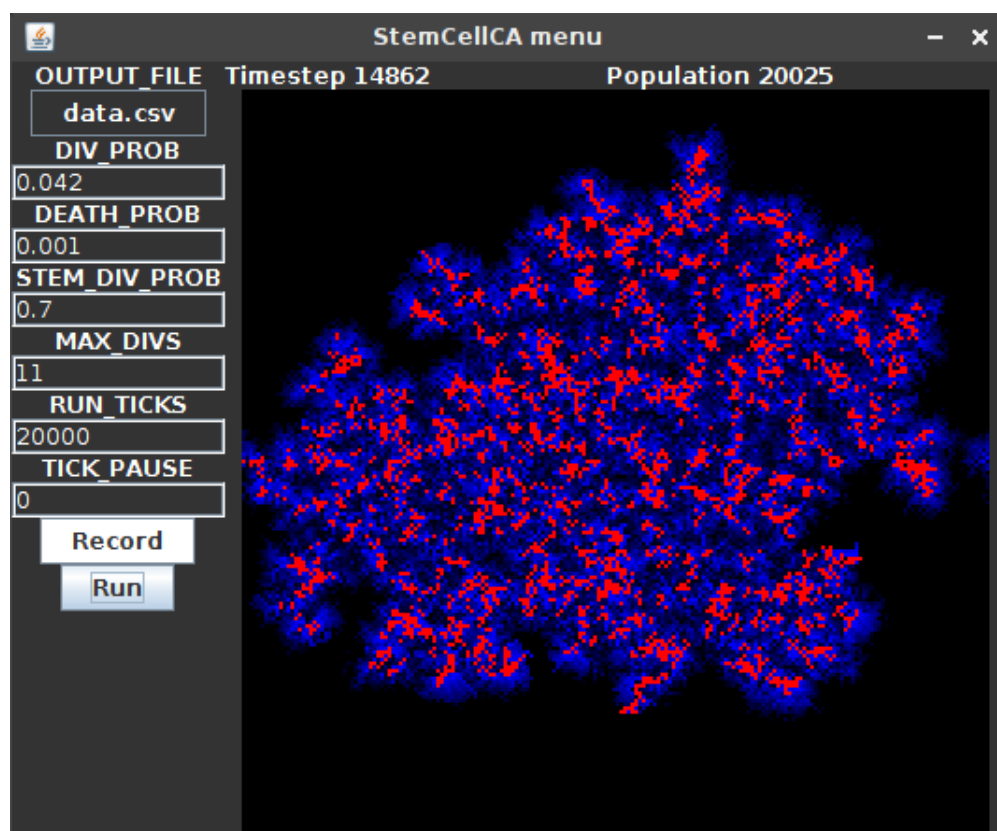 StemCellCA menu
OUTPUT_FILE Timestep 14862 Population 20025
data.csv
DIV_PROB
0.042
DEATH_PROB
0.001
STEM_DIV_PROB
0.7
MAX_DIVS
11
RUN_TICKS
20000
TICK_PAUSE
0
Record
Run